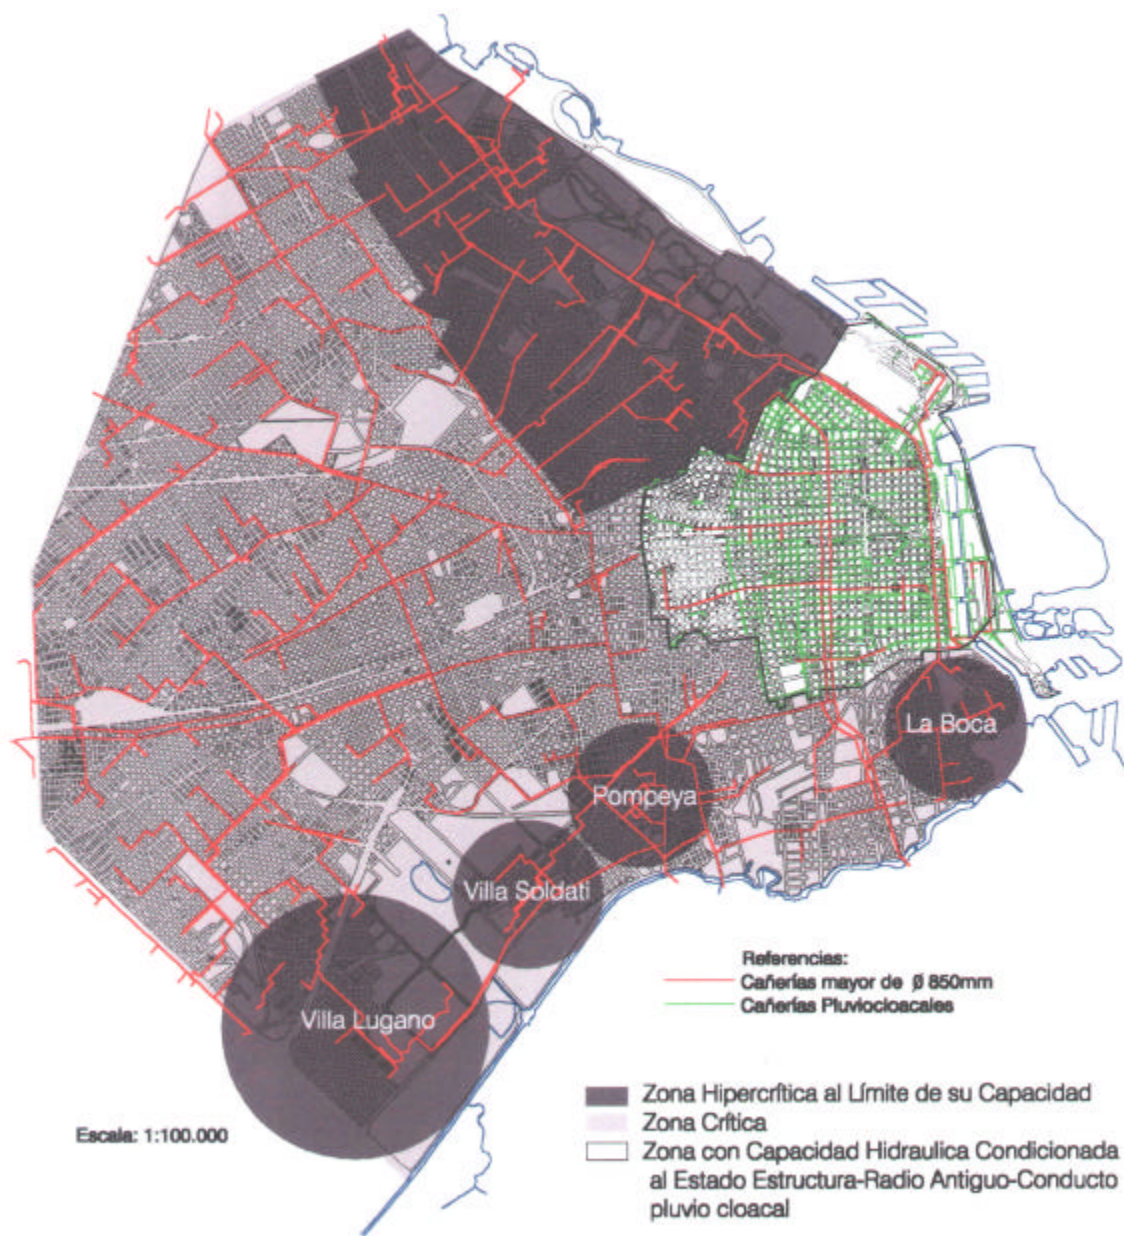 La Boca
Pompeya
Villa Soldati
Villa Lugano
Referencias:
Cañerías mayor de Ø 850mm
Cañerías Pluviocloacales
Zona Hipercrítica al Límite de su Capacidad
Zona Crítica
Zona con Capacidad Hidraulica Condicionada
al Estado Estructura-Radio Antiguo-Conducto
pluvio cloacal
Escala: 1:100.000